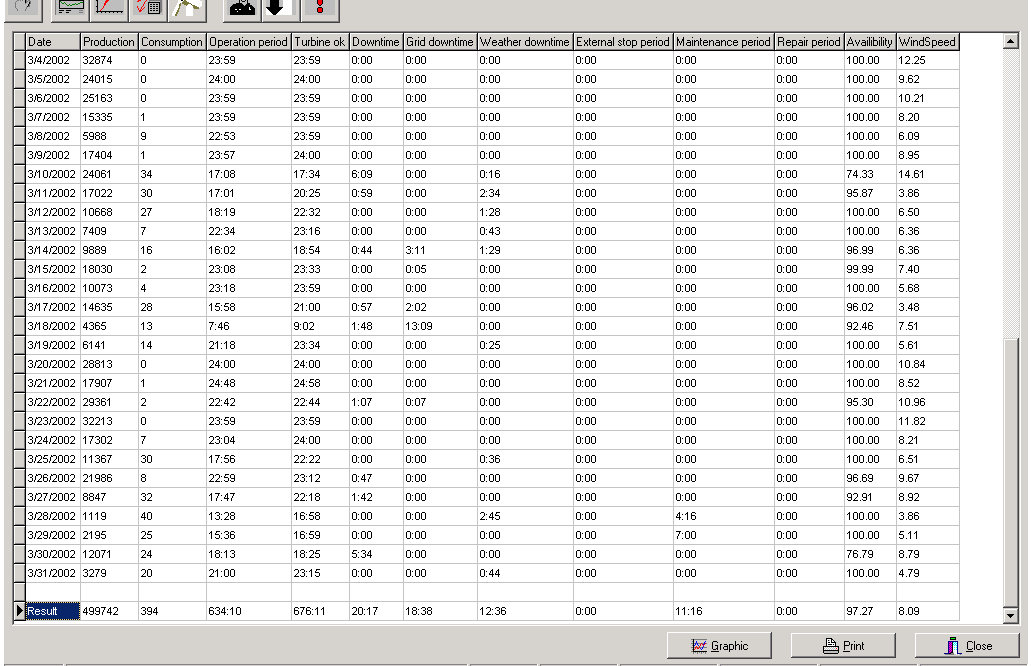 Date Production Consumption Operation period Turbine ok Downtime Grid downtime Weather downtime External stop period Maintenance period Repair period Availibility WindSpeed
3/4/2002 32874 0 23:59 23:59 0:00 0:00 0:00 0:00 0:00 0:00 100.00 12.25
3/5/2002 24015 0 24:00 24:00 0:00 0:00 0:00 0:00 0:00 0:00 100.00 9.62
3/6/2002 25163 0 23:59 23:59 0:00 0:00 0:00 0:00 0:00 0:00 100.00 10.21
3/7/2002 15335 1 23:59 23:59 0:00 0:00 0:00 0:00 0:00 0:00 100.00 8.20
3/8/2002 5988 9 22:53 23:59 0:00 0:00 0:00 0:00 0:00 0:00 100.00 6.09
3/9/2002 17404 1 23:57 24:00 0:00 0:00 0:00 0:00 0:00 0:00 100.00 8.95
3/10/2002 24061 34 17:08 17:34 6:09 0:00 0:16 0:00 0:00 0:00 74.33 14.61
3/11/2002 17022 30 17:01 20:25 0:59 0:00 2:34 0:00 0:00 0:00 95.87 3.86
3/12/2002 10668 27 18:19 22:32 0:00 0:00 1:28 0:00 0:00 0:00 100.00 6.50
3/13/2002 7409 7 22:34 23:16 0:00 0:00 0:43 0:00 0:00 0:00 100.00 6.36
3/14/2002 9889 16 16:02 18:54 0:44 3:11 1:29 0:00 0:00 0:00 96.99 6.36
3/15/2002 18030 2 23:08 23:33 0:00 0:05 0:00 0:00 0:00 0:00 99.99 7.40
3/16/2002 10073 4 23:18 23:59 0:00 0:00 0:00 0:00 0:00 0:00 100.00 5.68
3/17/2002 14635 28 15:58 21:00 0:57 2:02 0:00 0:00 0:00 0:00 96.02 3.48
3/18/2002 4365 13 7:46 9:02 1:48 13:09 0:00 0:00 0:00 0:00 92.46 7.51
3/19/2002 6141 14 21:18 23:34 0:00 0:00 0:25 0:00 0:00 0:00 100.00 5.61
3/20/2002 28813 0 24:00 24:00 0:00 0:00 0:00 0:00 0:00 0:00 100.00 10.84
3/21/2002 17907 1 24:48 24:58 0:00 0:00 0:00 0:00 0:00 0:00 100.00 8.52
3/22/2002 29361 2 22:42 22:44 1:07 0:07 0:00 0:00 0:00 0:00 95.30 10.96
3/23/2002 32213 0 23:59 23:59 0:00 0:00 0:00 0:00 0:00 0:00 100.00 11.82
3/24/2002 17302 7 23:04 24:00 0:00 0:00 0:00 0:00 0:00 0:00 100.00 8.21
3/25/2002 11367 30 17:56 22:22 0:00 0:00 0:36 0:00 0:00 0:00 100.00 6.51
3/26/2002 21986 8 22:59 23:12 0:47 0:00 0:00 0:00 0:00 0:00 96.69 9.67
3/27/2002 8847 32 17:47 22:18 1:42 0:00 0:00 0:00 0:00 0:00 92.91 8.92
3/28/2002 1119 40 13:28 16:58 0:00 0:00 2:45 0:00 4:16 0:00 100.00 3.86
3/29/2002 2195 25 15:36 16:59 0:00 0:00 0:00 0:00 7:00 0:00 100.00 5.11
3/30/2002 12071 24 18:13 18:25 5:34 0:00 0:00 0:00 0:00 0:00 76.79 8.79
3/31/2002 3279 20 21:00 23:15 0:00 0:00 0:44 0:00 0:00 0:00 100.00 4.79
Result 499742 394 634:10 676:11 20:17 18:38 12:36 0:00 11:16 0:00 97.27 8.09
Graphic Print Close